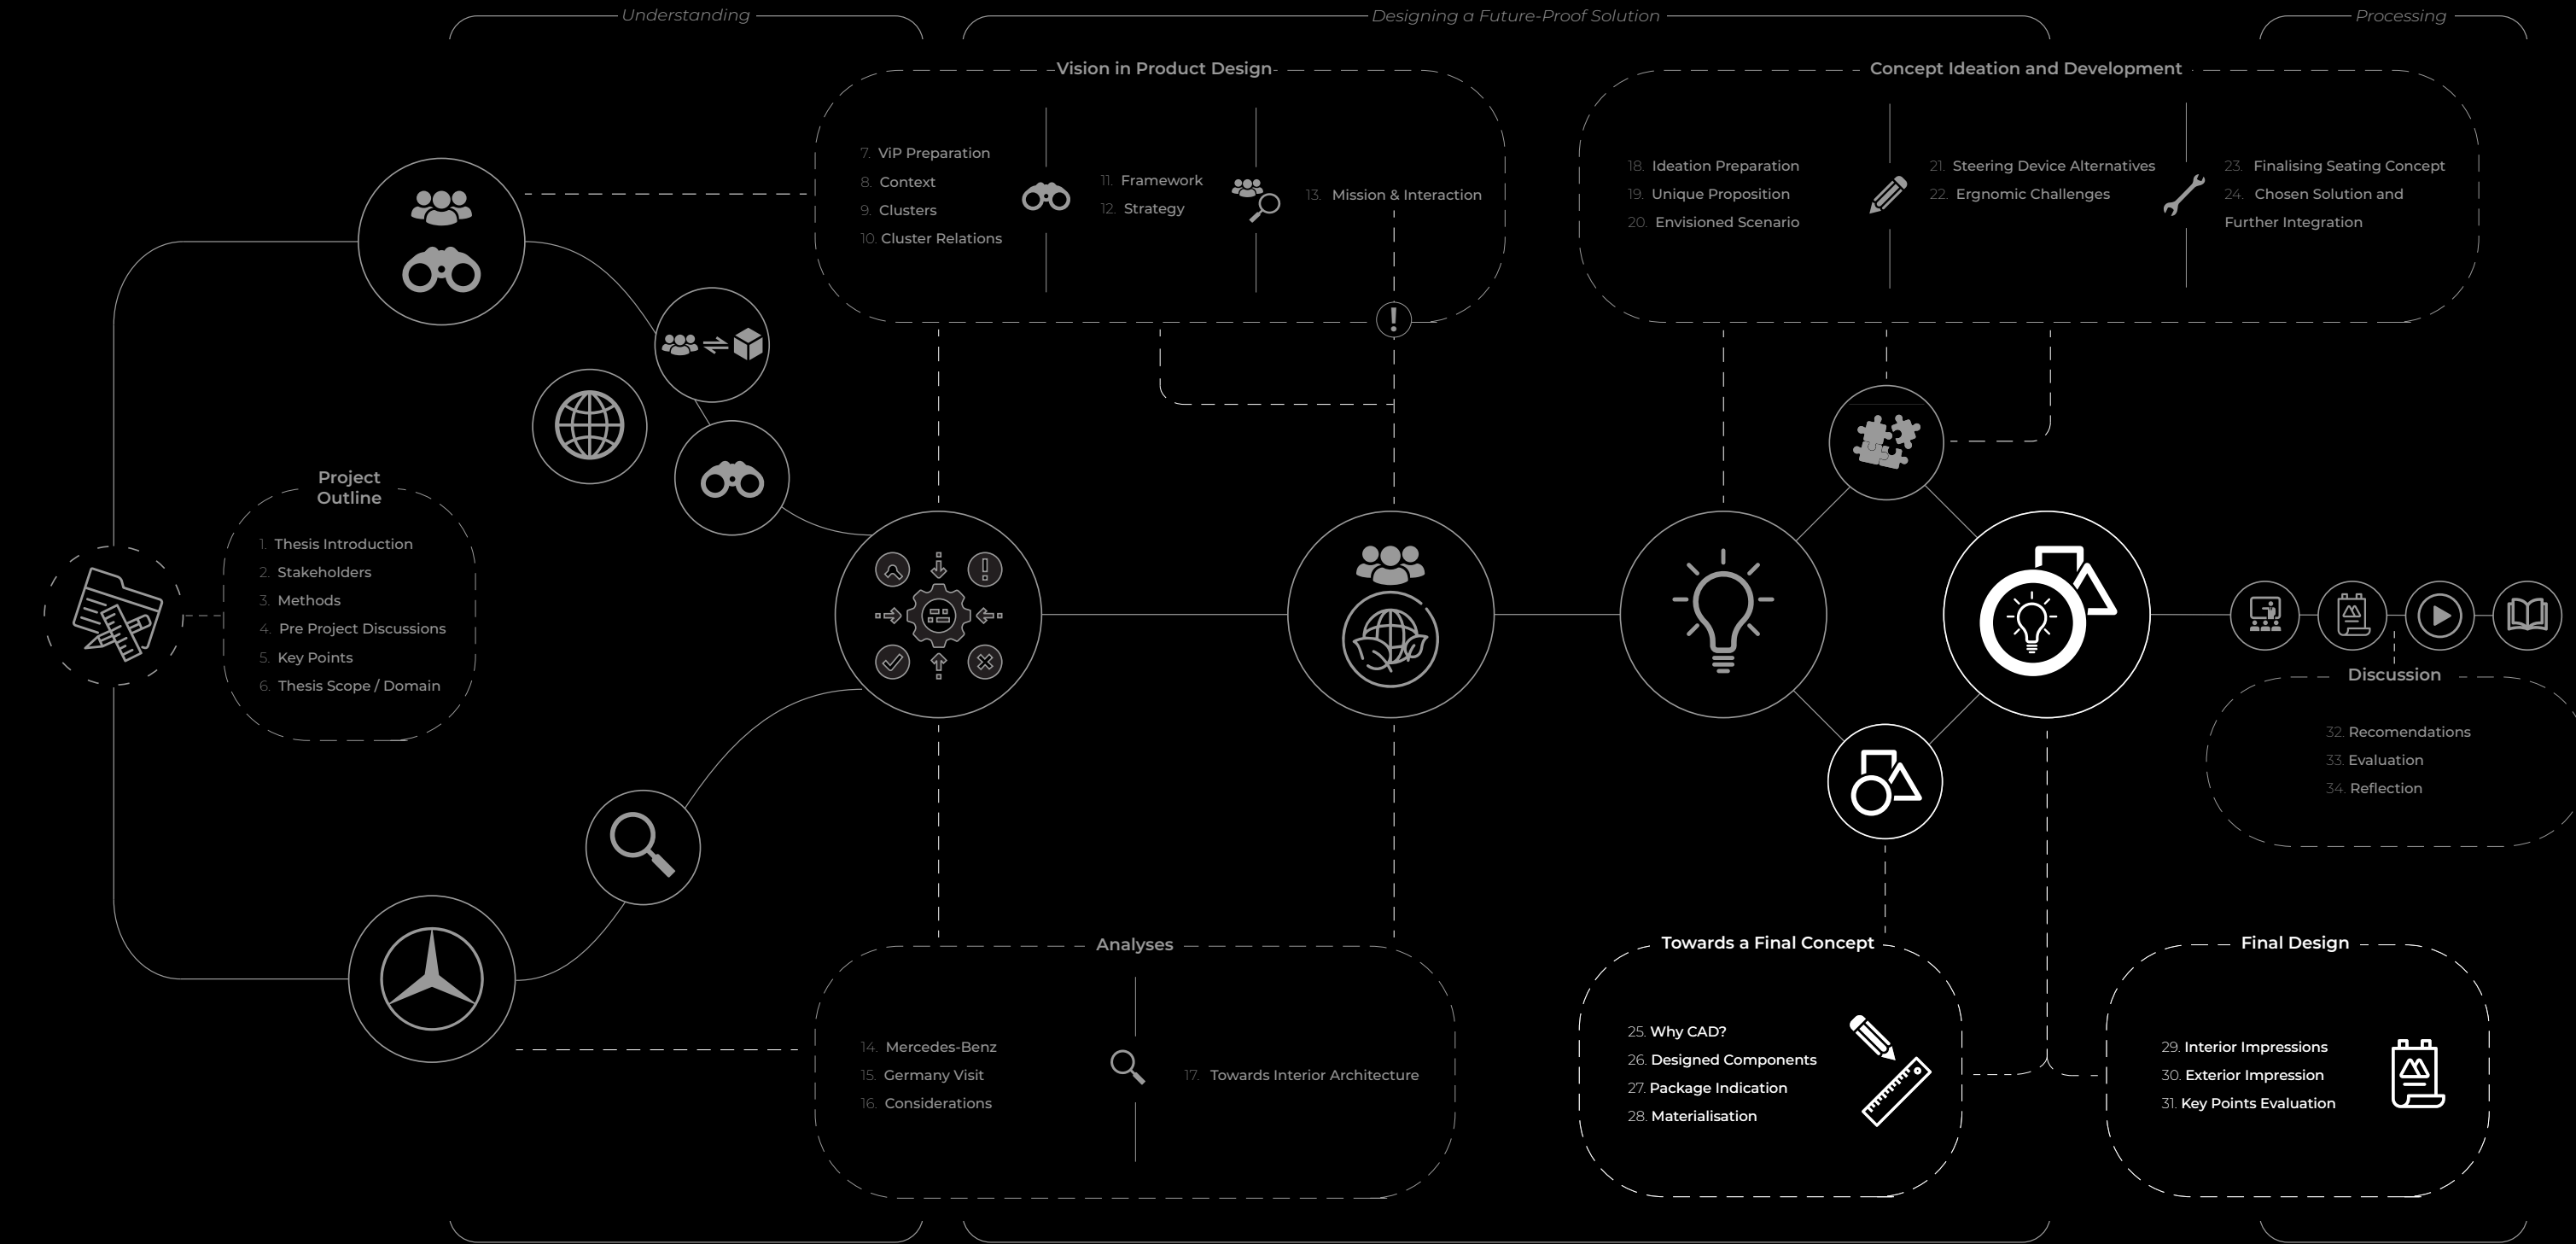 Understanding
Designing a Future-Proof Solution
Processing
Vision in Product Design
7. ViP Preparation
8. Context
9. Clusters
10. Cluster Relations
11. Framework
12. Strategy
13. Mission & Interaction
!
Concept Ideation and Development
18. Ideation Preparation
19. Unique Proposition
20. Envisioned Scenario
21. Steering Device Alternatives
22. Ergnomic Challenges
23. Finalising Seating Concept
24. Chosen Solution and
Further Integration
Project
Outline
1. Thesis Introduction
2. Stakeholders
3. Methods
4. Pre Project Discussions
5. Key Points
6. Thesis Scope / Domain
Discussion
32. Recomendations
33. Evaluation
34. Reflection
Analyses
14. Mercedes-Benz
15. Germany Visit
16. Considerations
17. Towards Interior Architecture
Towards a Final Concept
25. Why CAD?
26. Designed Components
27. Package Indication
28. Materialisation
Final Design
29. Interior Impressions
30. Exterior Impression
31. Key Points Evaluation